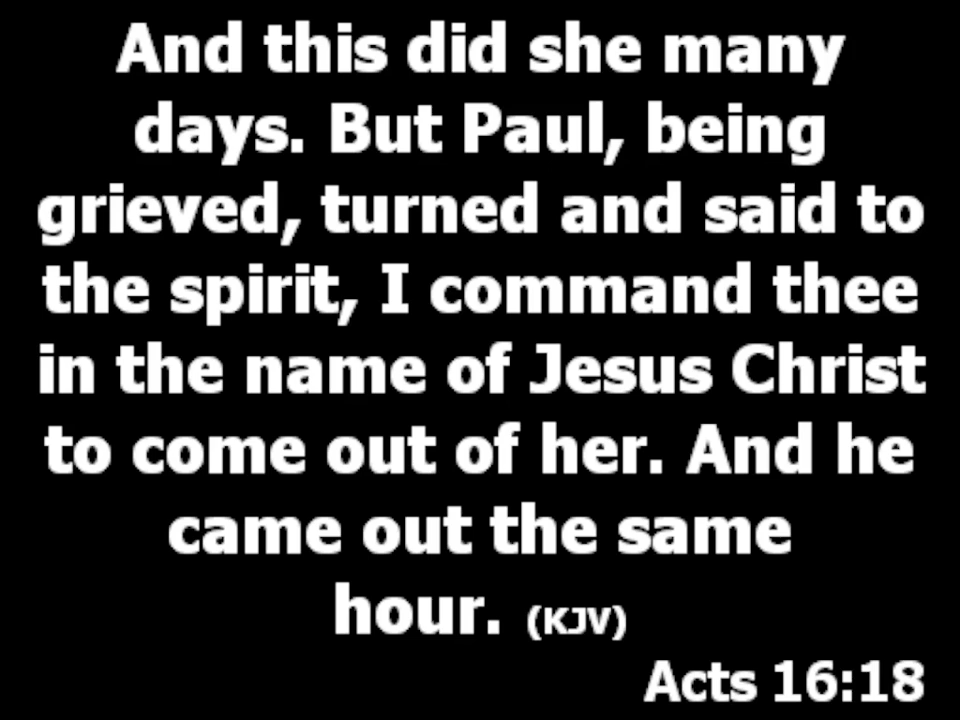 And this did she many
days. But Paul, being
grieved, turned and said to
the spirit, I command thee
in the name of Jesus Christ
to come out of her. And he
came out the same
hour. (KJV)
Acts 16:18